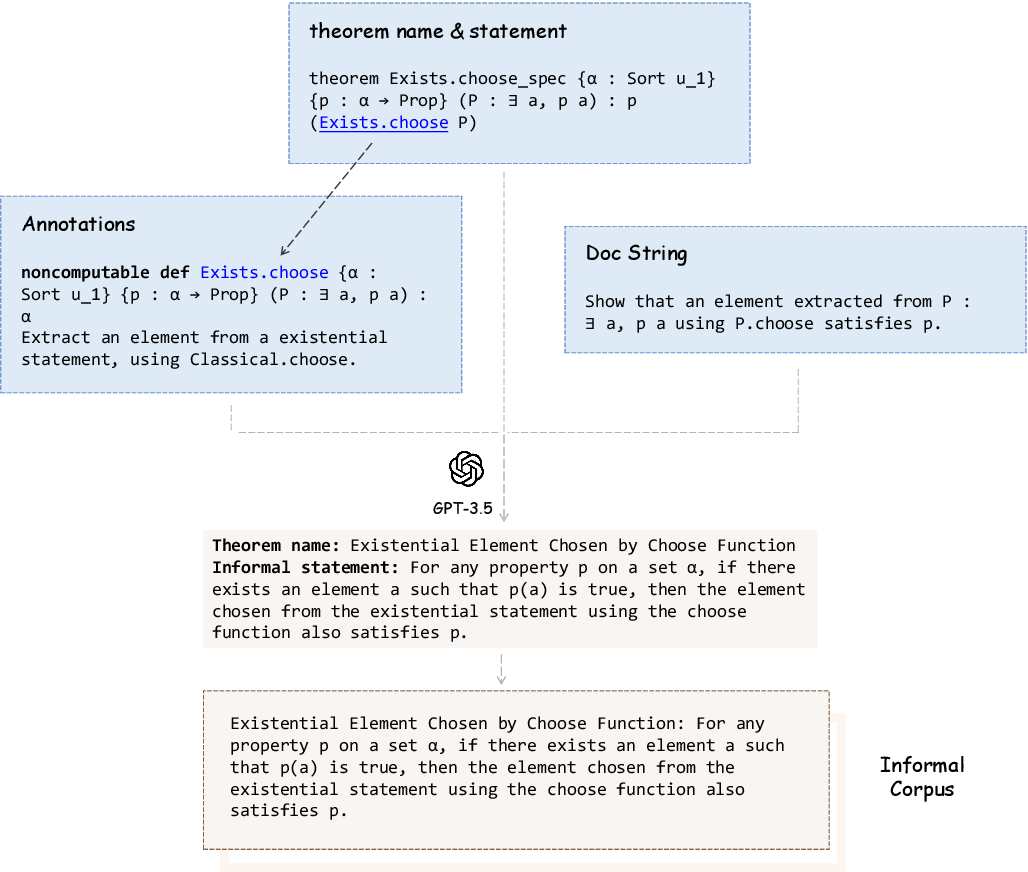 theorem name & statement
theorem Exists.choose_spec {α : Sort u_1}
{p : α → Prop} (P : ∃ a, p a) : p
(Exists.choose P)
Annotations
noncomputable def Exists.choose {α :
Sort u_1} {p : α → Prop} (P : ∃ a, p a) :
α
Extract an element from a existential
statement, using Classical.choose.
Doc String
Show that an element extracted from P :
∃ a, p a using P.choose satisfies p.
GPT-3.5
Theorem name: Existential Element Chosen by Choose Function
Informal statement: For any property p on a set α, if there
exists an element a such that p(a) is true, then the element
chosen from the existential statement using the choose
function also satisfies p.
Existential Element Chosen by Choose Function: For any
property p on a set α, if there exists an element a such
that p(a) is true, then the element chosen from the
existential statement using the choose function also
satisfies p.
Informal
Corpus